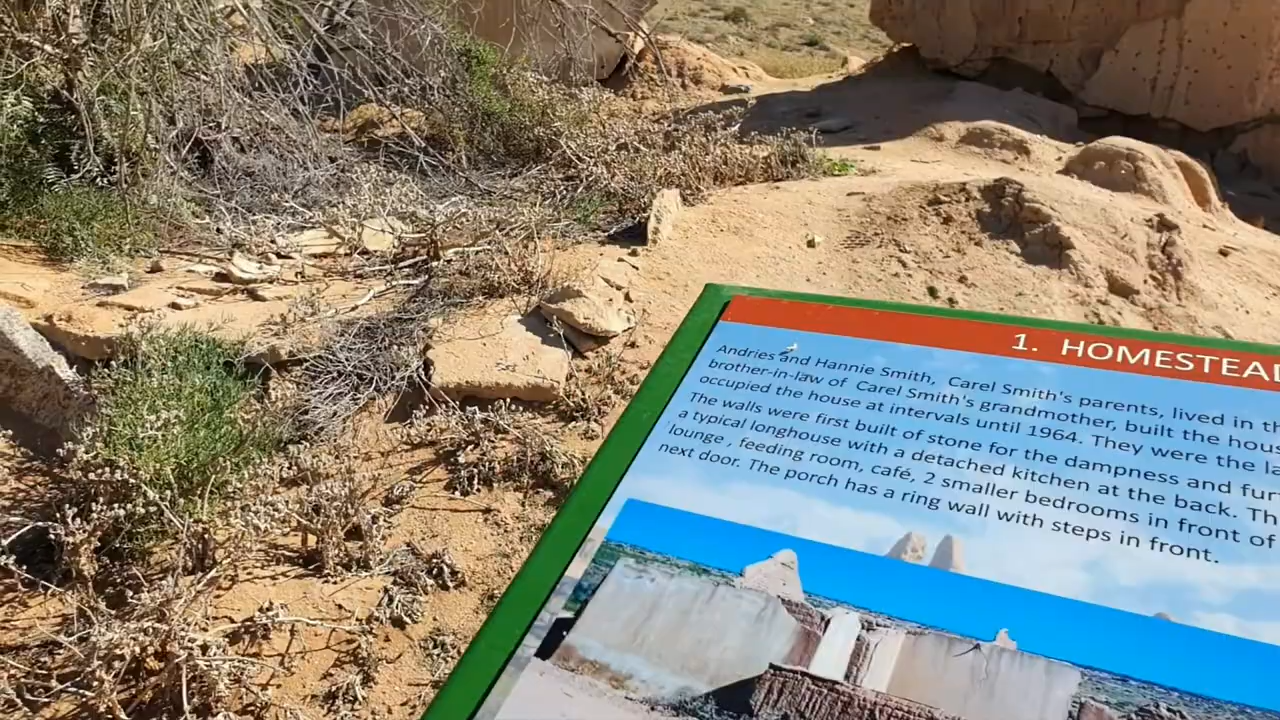 1. HOMESTEAD
Andries and Hannie Smith, Carel Smith's parents, lived in th
brother-in-law of Carel Smith's grandmother, built the hous
occupied the house at intervals until 1964. They were the la
The walls were first built of stone for the dampness and fur
a typical longhouse with a detached kitchen at the back. Th
lounge , feeding room, café, 2 smaller bedrooms in front of
next door. The porch has a ring wall with steps in front.